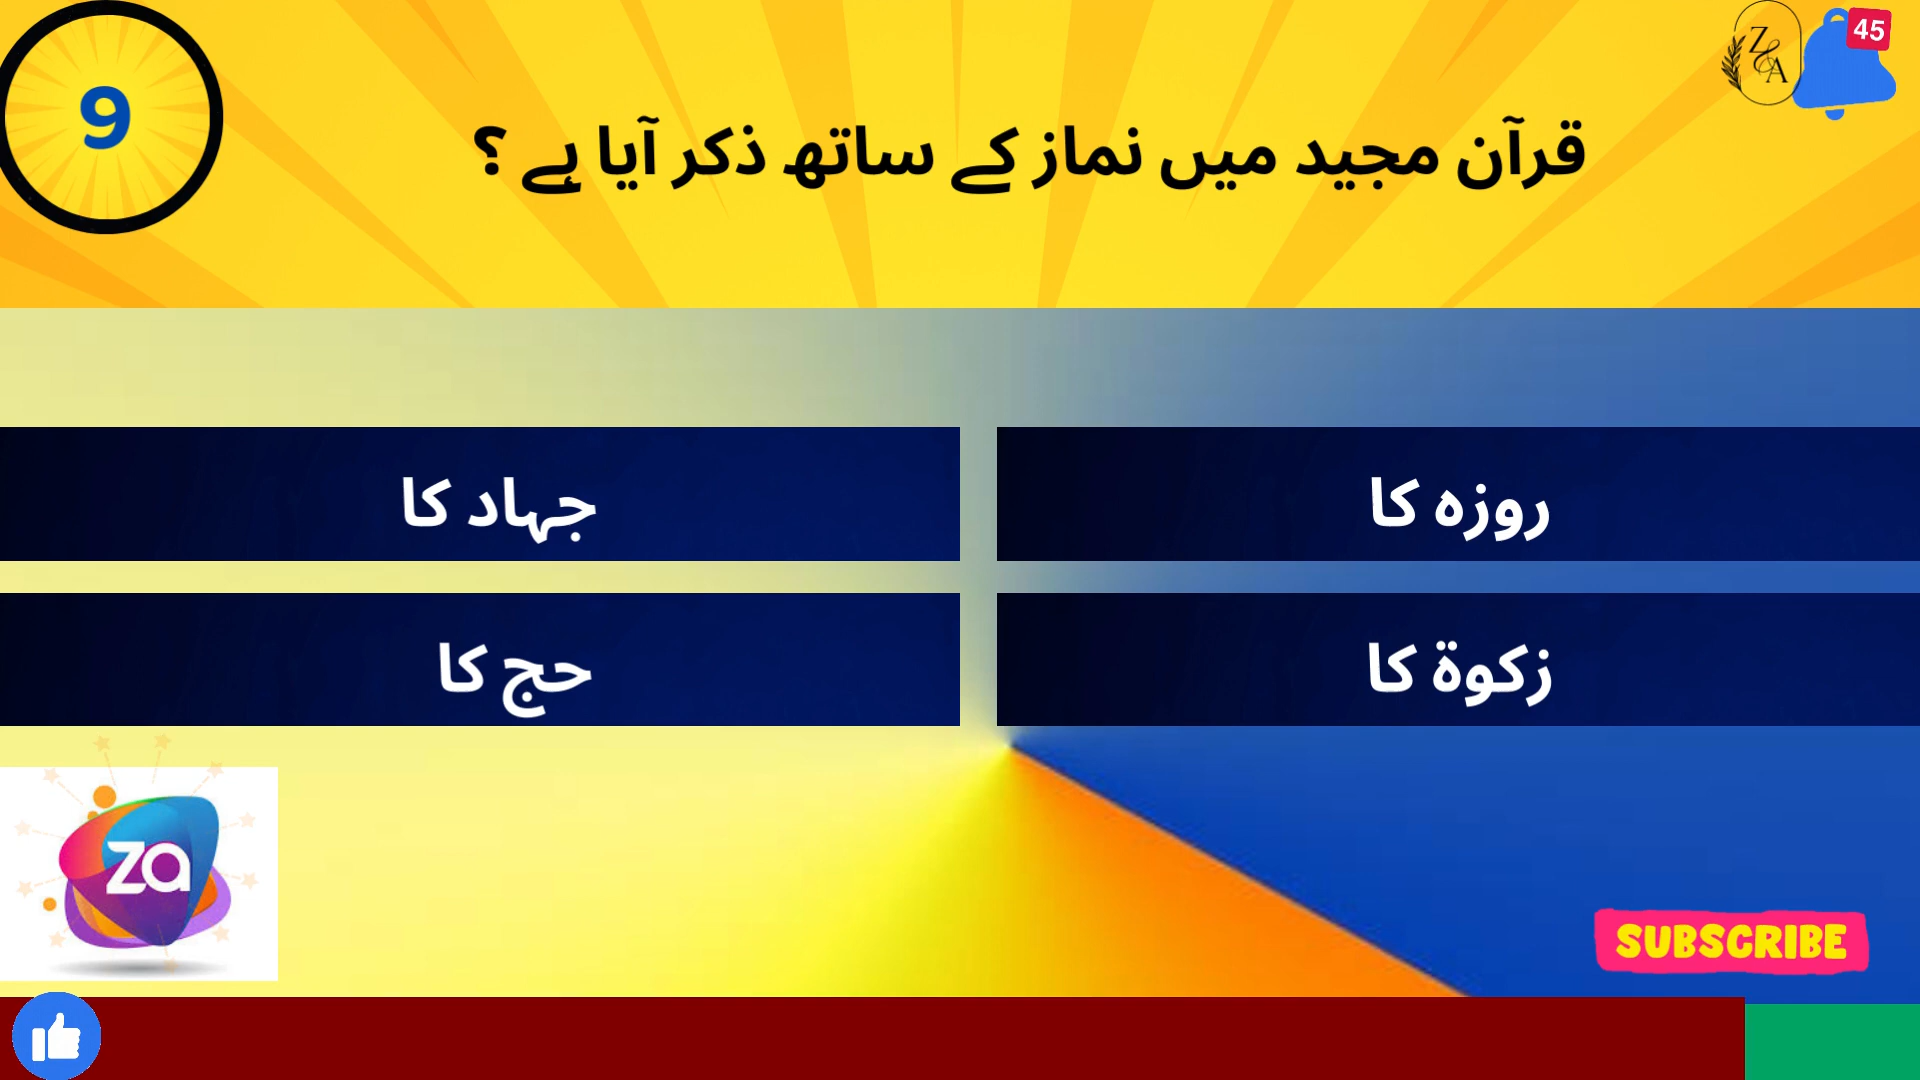 9
Z&A
45
قرآن مجید میں نماز کے ساتھ ذکر آیا ہے ؟
روزہ کا
جہاد کا
زکوۃ کا
حج کا
za
SUBSCRIBE